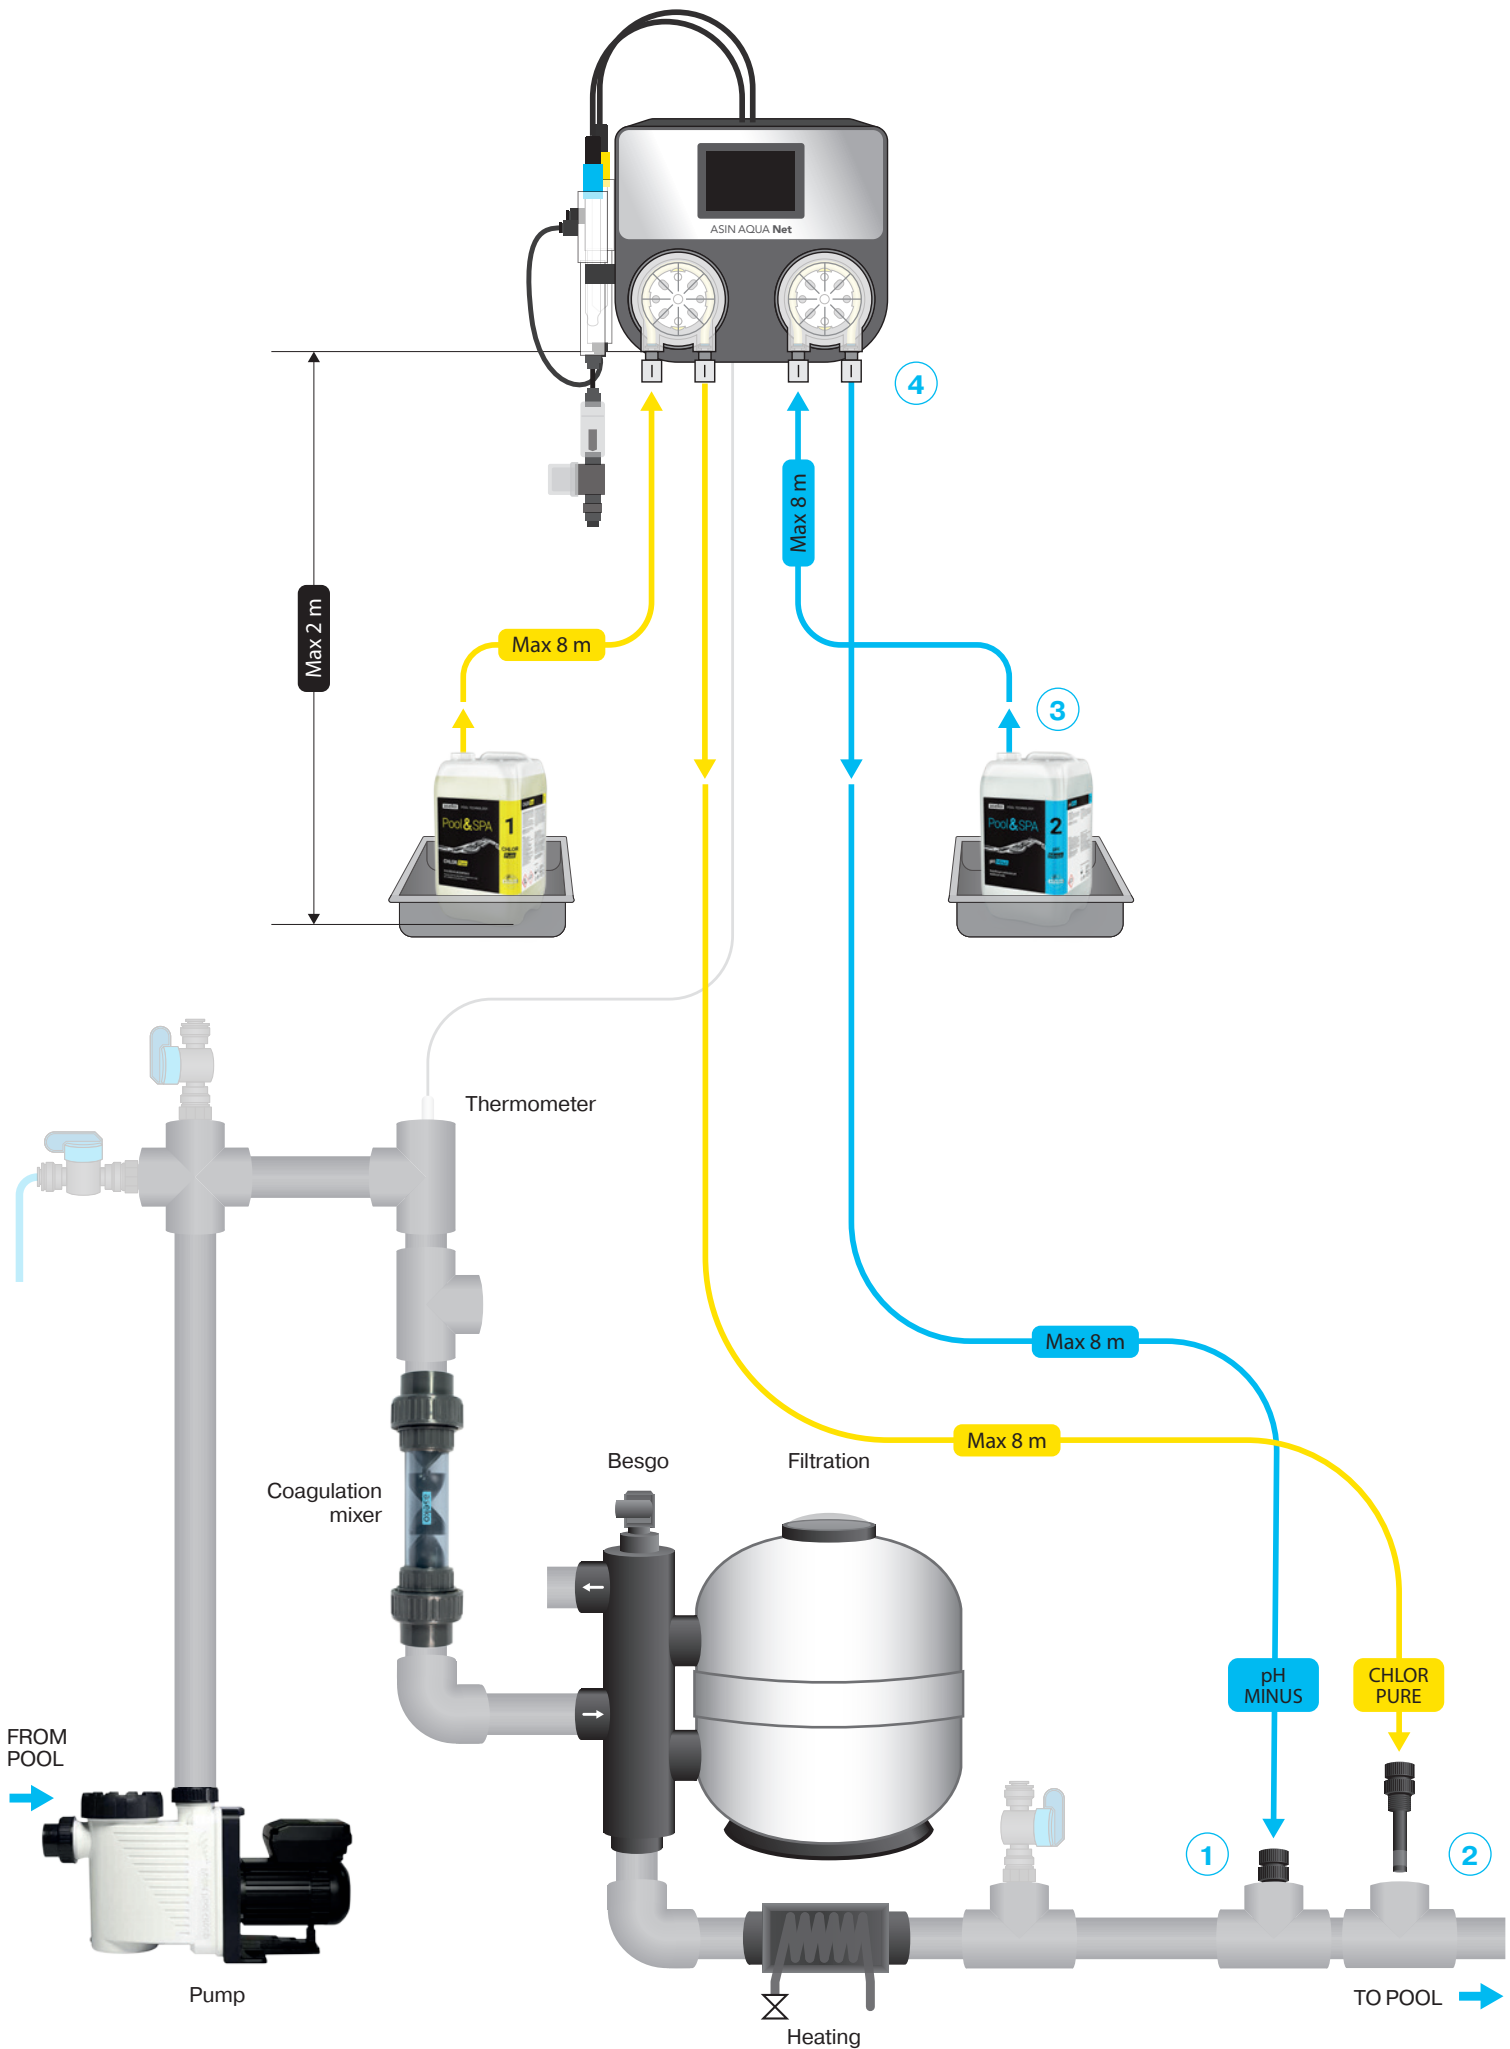 ASIN AQUA Net
4
Max 8 m
Max 2 m
Max 8 m
3
Pool&SPA
1
CHLOR
Pool&SPA
2
pH
Thermometer
Max 8 m
Max 8 m
Besgo
Filtration
Coagulation
mixer
pH
MINUS
CHLOR
PURE
FROM
POOL
1
2
Pump
TO POOL
Heating